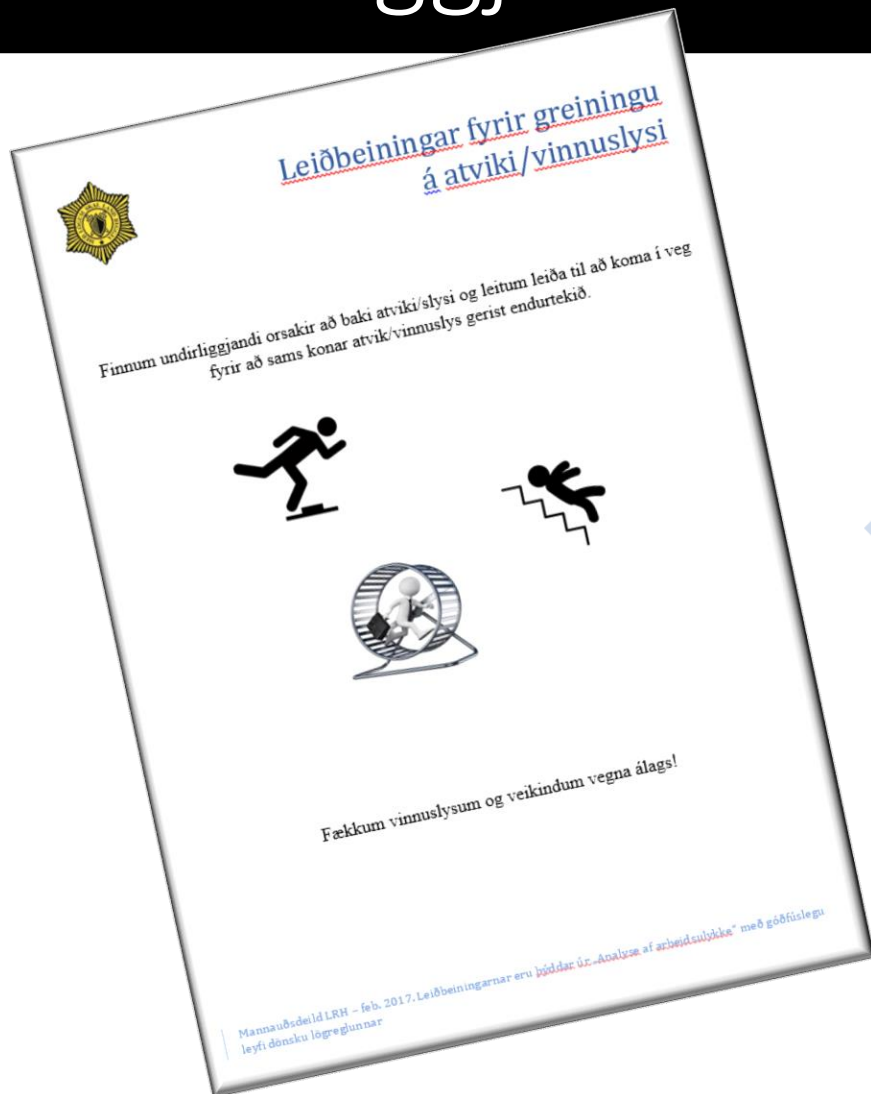 Leiðbeiningar fyrir greiningu
á atviki/vinnuslysi
Finnum undirliggjandi orsakir að baki atviki/slysi og leitum leiða til að koma í veg
fyrir að sams konar atvik/vinnuslys gerist endurtekið.
Fækkum vinnuslysum og veikindum vegna álags!
Mannauðsdeild LRH – feb. 2017. Leiðbeiningarnar eru þýddar úr „Analyse af arbeidsulykke“ með góðfúslegu
leyfi dönsku lögreglunnar